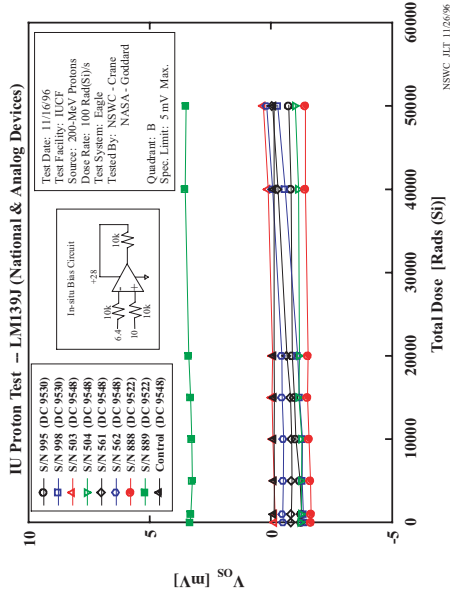 IU Proton Test -- LM139J (National & Analog Devices)
S/N 995 (DC 9530)
S/N 998 (DC 9530)
S/N 503 (DC 9548)
S/N 504 (DC 9548)
S/N 561 (DC 9548)
S/N 562 (DC 9548)
S/N 888 (DC 9522)
S/N 889 (DC 9522)
Control (DC 9548)
In-situ Bias Circuit
+28
6.4
10k
10k
10
10k
10k
Test Date: 11/16/96
Test Facility: IUCF
Source: 200-MeV Protons
Dose Rate: 100 Rad(Si)/s
Test System: Eagle
Tested By: NSWC - Crane
NASA - Goddard
Quadrant: B
Spec. Limit: 5 mV Max.
V_OS [mV]
10
5
0
-5
0
10000
20000
30000
40000
50000
60000
Total Dose [Rads (Si)]
NSWC JLT 11/26/96